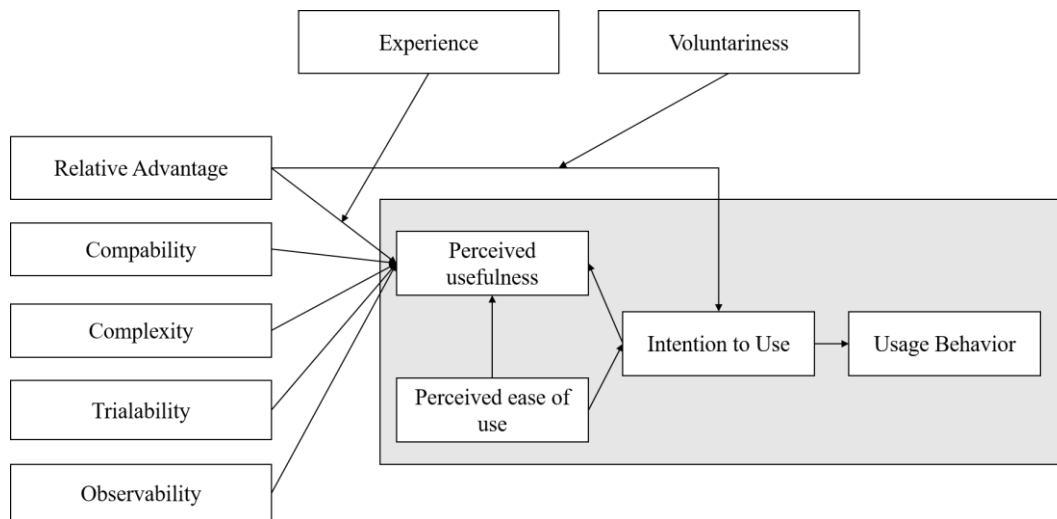 Experience
Voluntariness
Relative Advantage
Compability
Complexity
Trialability
Observability
Perceived
usefulness
Perceived ease of
use
Intention to Use
Usage Behavior